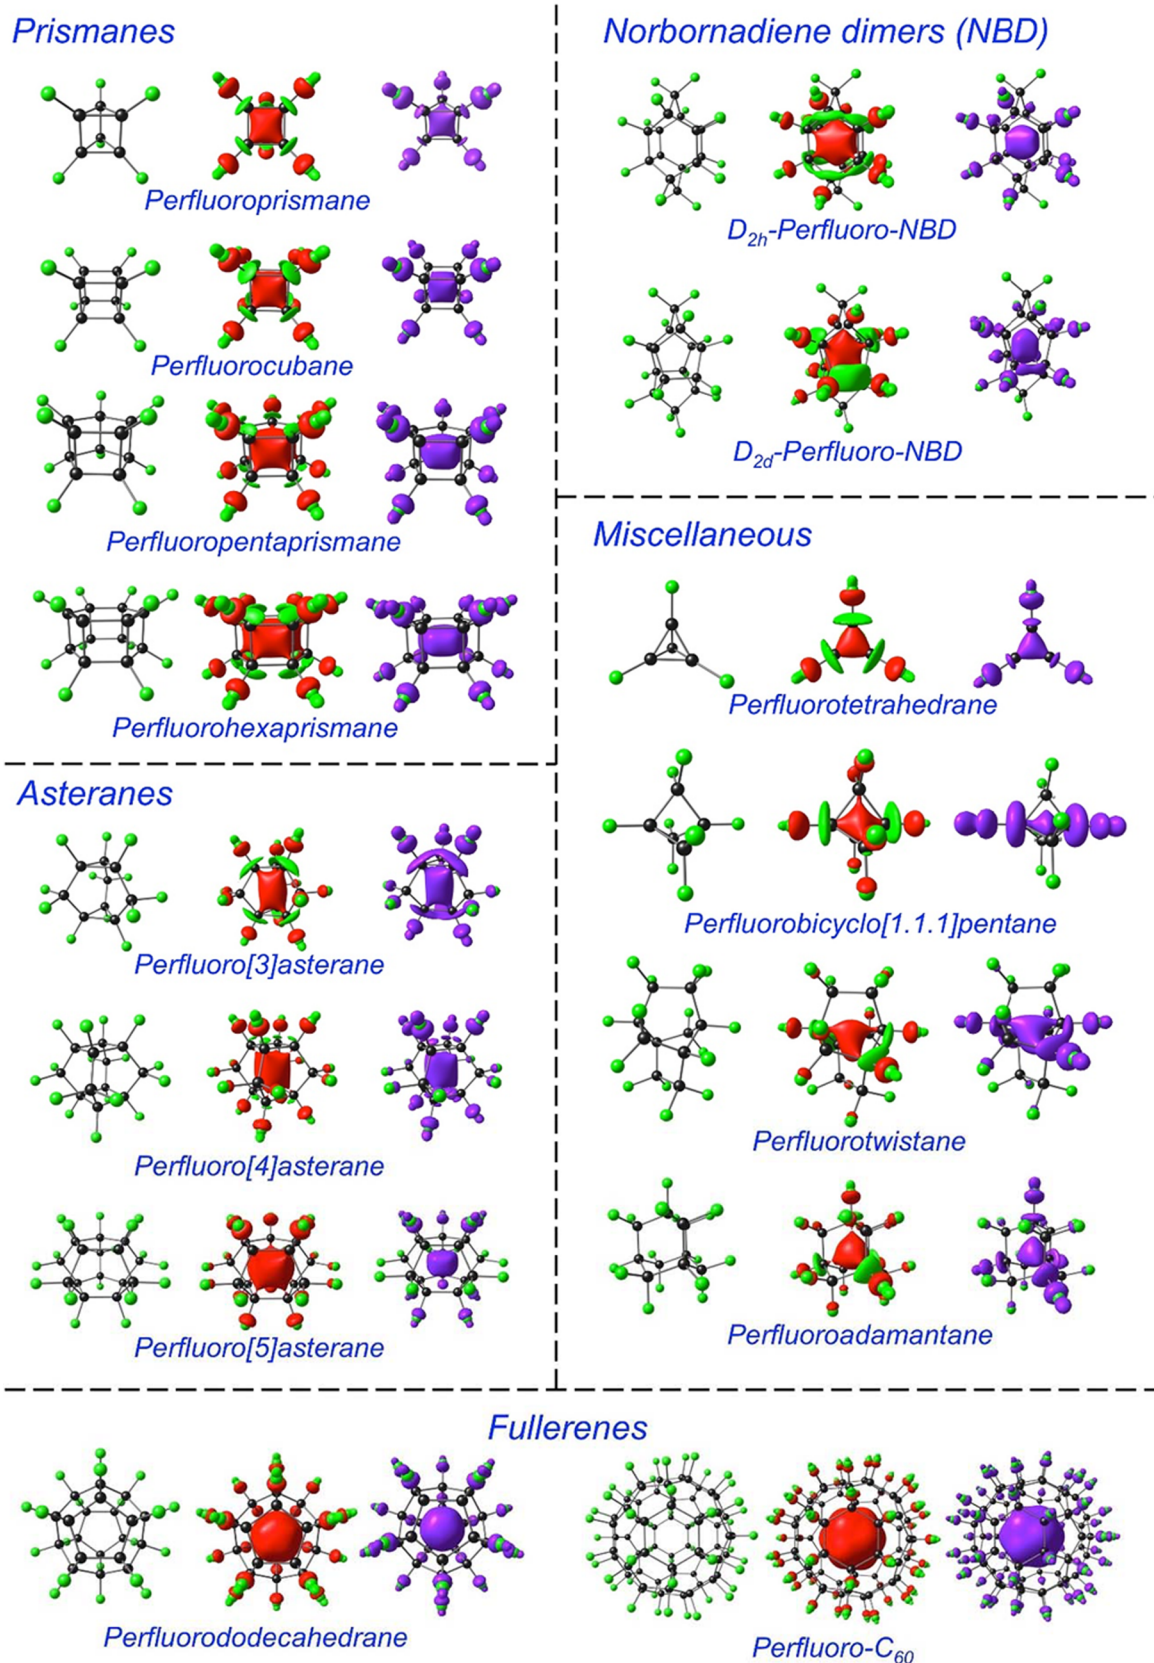 Prismanes
Perfluoroprismane
Perfluorocubane
Perfluoropentaprismane
Perfluorohexaprismane
Asteranes
Perfluoro[3]asterane
Perfluoro[4]asterane
Perfluoro[5]asterane
Norbornadiene dimers (NBD)
D2h-Perfluoro-NBD
D2d-Perfluoro-NBD
Miscellaneous
Perfluorotetrahedrane
Perfluorobicyclo[1.1.1]pentane
Perfluorotwistane
Perfluoroadamantane
Fullerenes
Perfluorododecahedrane
Perfluoro-C60